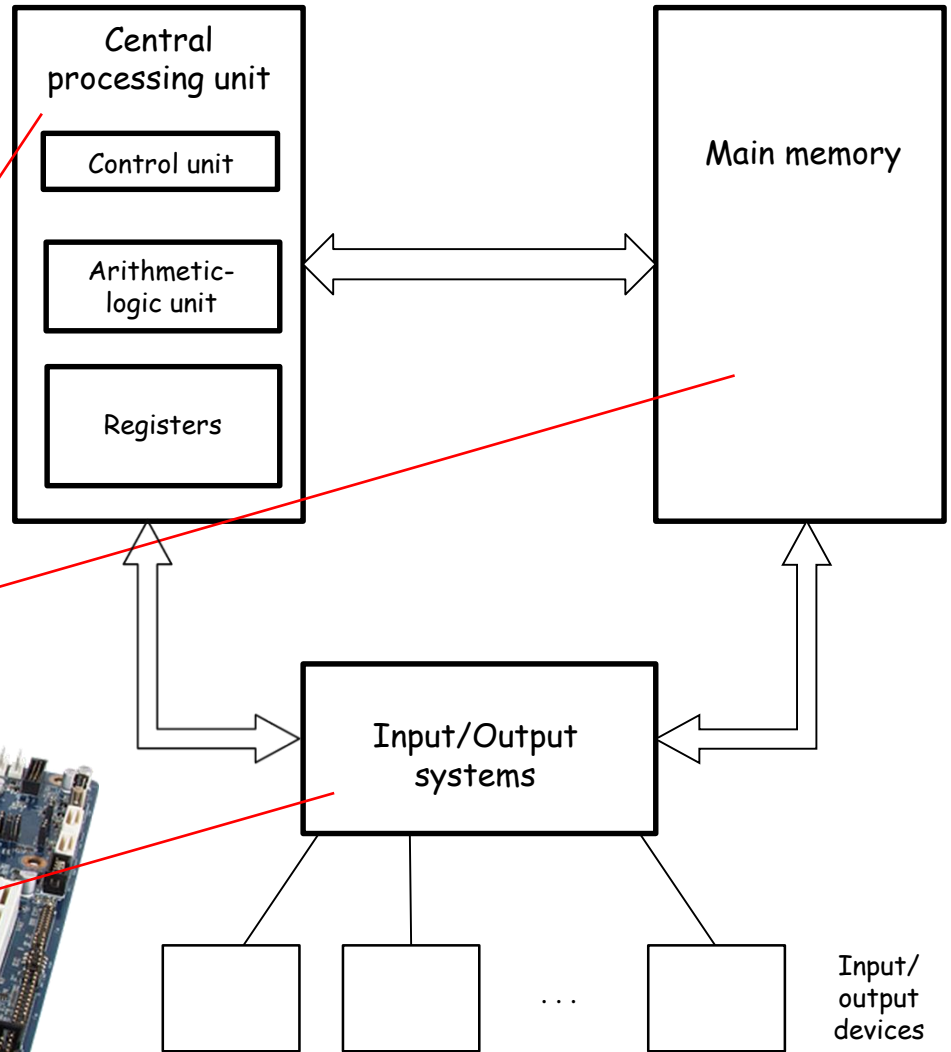 Central
processing unit
Control unit
Arithmetic-
logic unit
Registers
Main memory
Input/Output
systems
. . .
Input/
output
devices